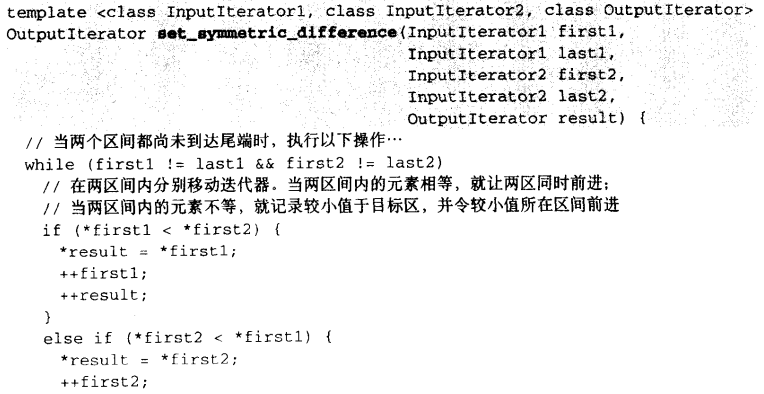 template <class InputIterator1, class InputIterator2, class OutputIterator>
OutputIterator set_symmetric_difference(InputIterator1 first1,
InputIterator1 last1,
InputIterator2 first2,
InputIterator2 last2,
OutputIterator result) {
// 当两个区间都尚未到达尾端时，执行以下操作…
while (first1 != last1 && first2 != last2)
// 在两区间内分别移动迭代器。当两区间内的元素相等，就让两区同时前进；
// 当两区间内的元素不等，就记录较小值于目标区，并令较小值所在区间前进
if (*first1 < *first2) {
*result = *first1;
++first1;
++result;
}
else if (*first2 < *first1) {
*result = *first2;
++first2;